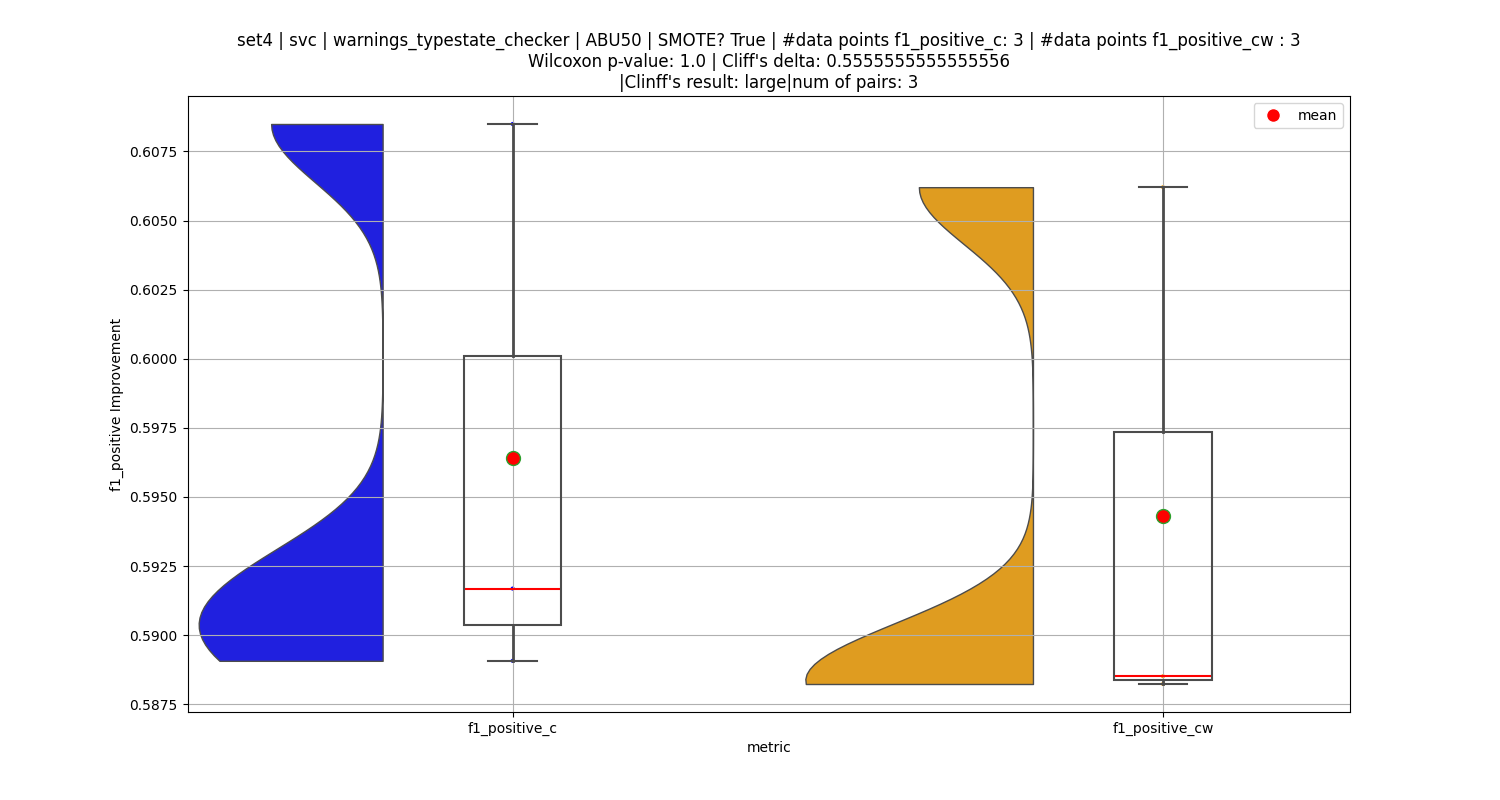 set4 | svc | warnings_typestate_checker | ABU50 | SMOTE? True | #data points f1_positive_c: 3 | #data points f1_positive_cw : 3
Wilcoxon p-value: 1.0 | Cliff's delta: 0.5555555555555556
|Clinff's result: large|num of pairs: 3
mean
0.6075
0.6050
0.6025
0.6000
0.5975
0.5950
0.5925
0.5900
0.5875
f1_positive Improvement
f1_positive_c
f1_positive_cw
metric